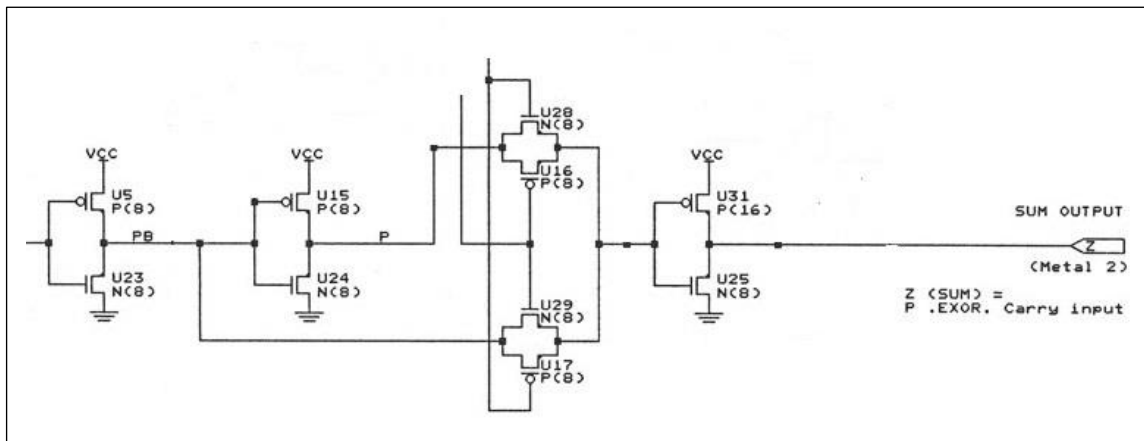 U28
N(8)
VCC
VCC
U16
P(8)
VCC
U5
P(8)
U15
P(8)
U31
P(16)
SUM OUTPUT
PB
P
Z
U23
N(8)
U24
N(8)
U25
N(8)
(Metal 2)
U29
N(8)
Z (SUM) =
P .EXOR. Carry input
U17
P(8)